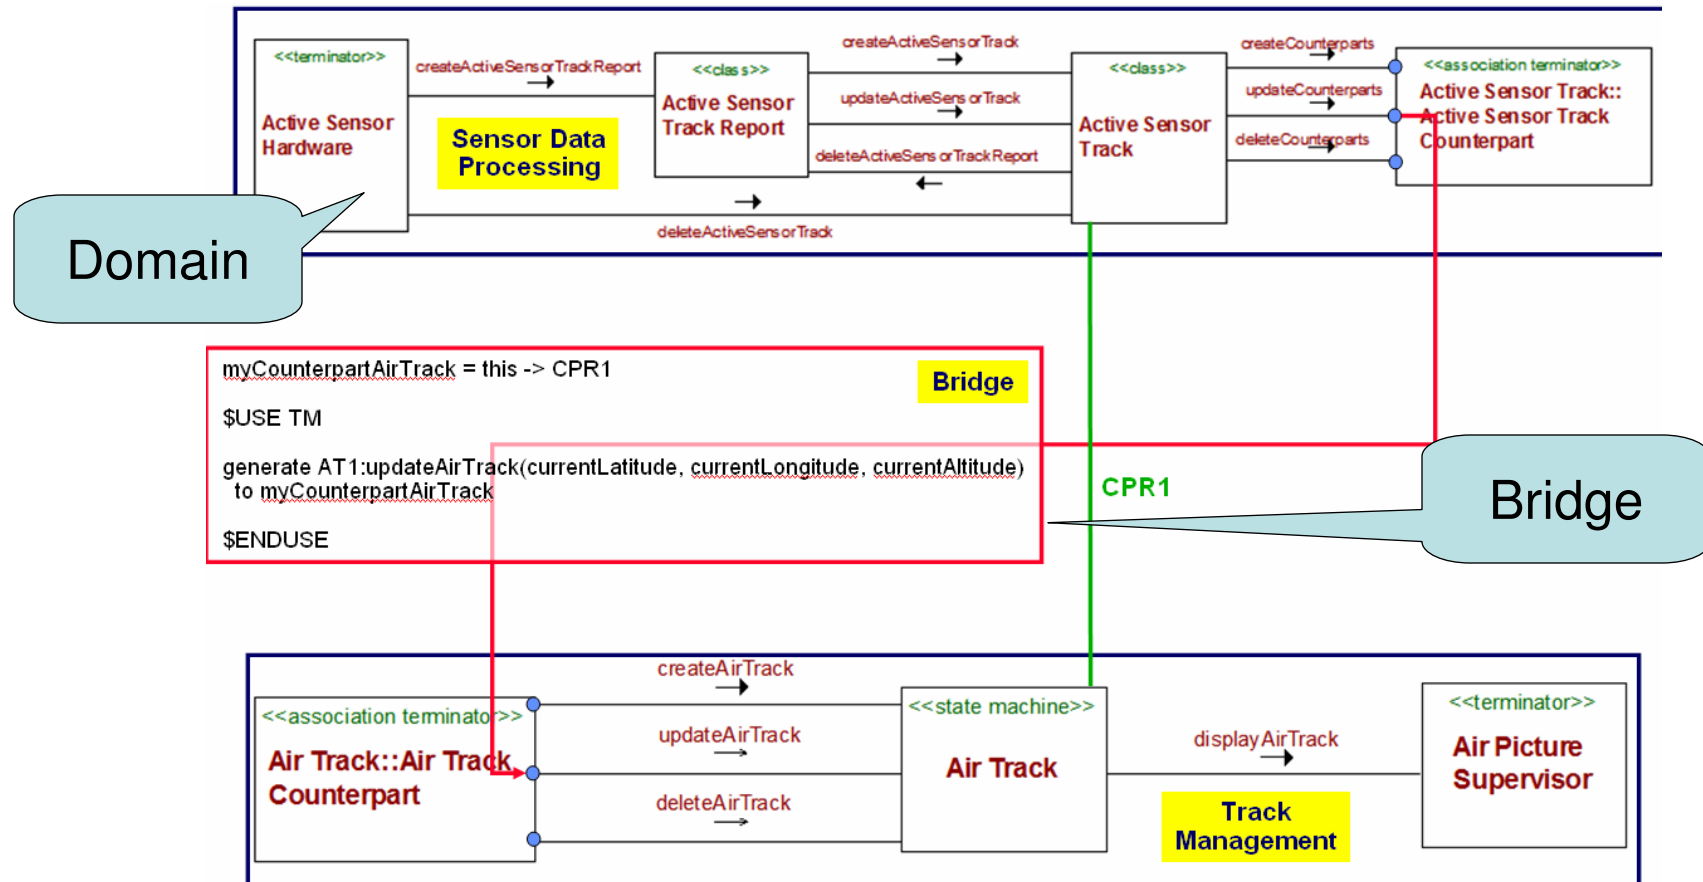 <<terminator>>
Active Sensor
Hardware
createActiveSensorTrackReport
Sensor Data
Processing
<<class>>
Active Sensor
Track Report
createActiveSensorTrack
updateActiveSensorTrack
deleteActiveSensorTrackReport
deleteActiveSensorTrack
<<class>>
Active Sensor
Track
createCounterparts
updateCounterparts
deleteCounterparts
<<association terminator>>
Active Sensor Track::
Active Sensor Track
Counterpart
Domain
myCounterpartAirTrack = this -> CPR1
Bridge
$USE TM
generate AT1:updateAirTrack(currentLatitude, currentLongitude, currentAltitude)
to myCounterpartAirTrack
$ENDUSE
CPR1
Bridge
<<association terminator>>
Air Track::Air Track
Counterpart
createAirTrack
updateAirTrack
deleteAirTrack
<<state machine>>
Air Track
displayAirTrack
Track
Management
<<terminator>>
Air Picture
Supervisor